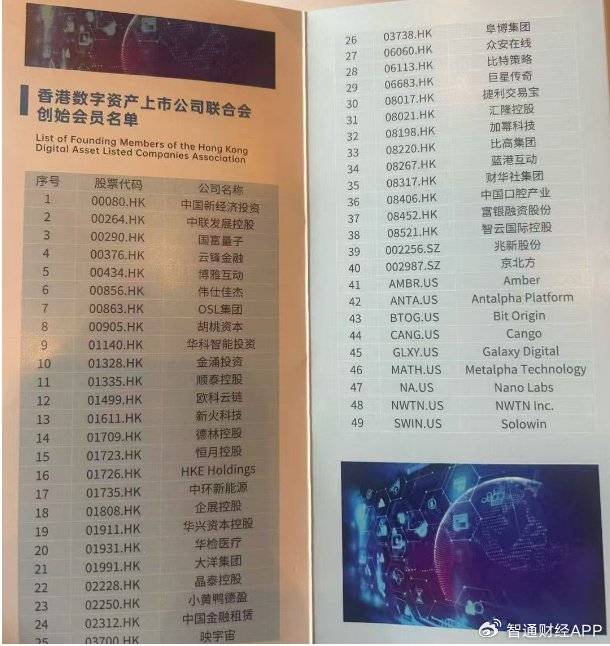 香港数字资产上市公司联合会
创始会员名单
List of Founding Members of the Hong Kong
Digital Asset Listed Companies Association
序号 股票代码 公司名称
1 00080.HK 中国新经济投资
2 00264.HK 中联发展控股
3 00290.HK 国富量子
4 00376.HK 云锋金融
5 00434.HK 博雅互动
6 00856.HK 伟仕佳杰
7 00863.HK OSL集团
8 00905.HK 胡桃资本
9 01140.HK 华科智能投资
10 01328.HK 金涌投资
11 01335.HK 顺泰控股
12 01499.HK 欧科云链
13 01611.HK 新火科技
14 01709.HK 德林控股
15 01723.HK 恒月控股
16 01726.HK HKE Holdings
17 01735.HK 中环新能源
18 01808.HK 企展控股
19 01911.HK 华兴资本控股
20 01931.HK 华检医疗
21 01991.HK 大洋集团
22 02228.HK 晶泰控股
23 02250.HK 小黄鸭德盈
24 02312.HK 中国金融租赁
25 03700.HK 映宇宙
26 03738.HK 阜博集团
27 06060.HK 众安在线
28 06113.HK 比特策略
29 06683.HK 巨星传奇
30 08017.HK 捷利交易宝
31 08021.HK 汇隆控股
32 08198.HK 加幂科技
33 08220.HK 比高集团
34 08267.HK 蓝港互动
35 08317.HK 财华社集团
36 08406.HK 中国口腔产业
37 08452.HK 富银融资股份
38 08521.HK 智云国际控股
39 002256.SZ 兆新股份
40 002987.SZ 京北方
41 AMBR.US Amber
42 ANTA.US Antalpha Platform
43 BTOG.US Bit Origin
44 CANG.US Cango
45 GLXY.US Galaxy Digital
46 MATH.US Metalpha Technology
47 NA.US Nano Labs
48 NWTN.US NWTN Inc.
49 SWIN.US Solowin
智通财经APP